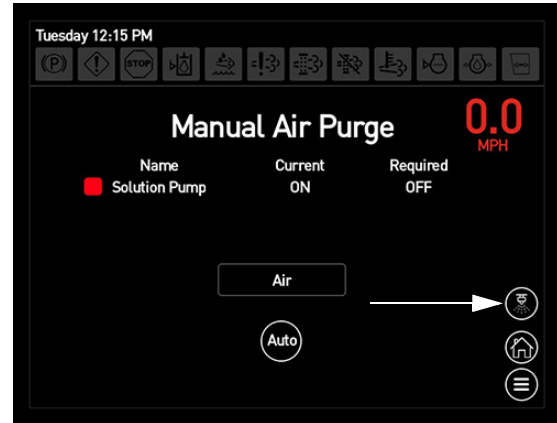 Tuesday 12:15 PM
(P)
STOP
Manual Air Purge
0.0
MPH
Name Current Required
Solution Pump ON OFF
Air
Auto